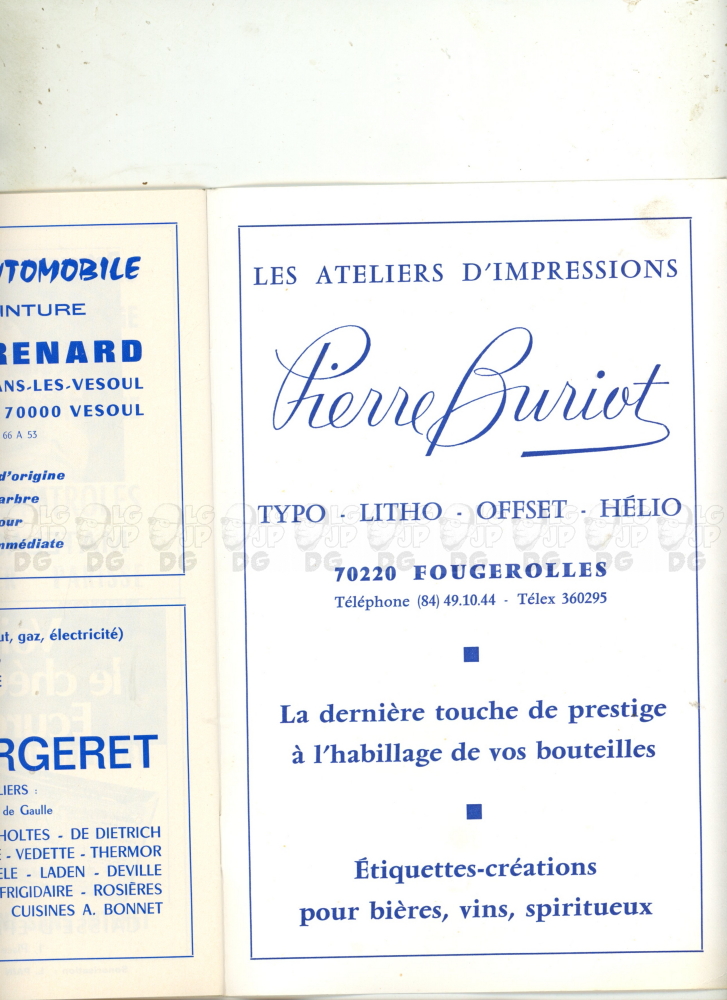 UTOMOBILE
INTURE
RENARD
ANS-LES-VESOUL
70000 VESOUL
66 A 53
d'origine
arbre
our
mmédiate
ut, gaz, électricité)
RGERET
LIERS :
de Gaulle
HOLTES - DE DIETRICH
- VEDETTE - THERMOR
ELE - LADEN - DEVILLE
FRIGIDAIRE - ROSIÈRES
CUISINES A. BONNET
LES ATELIERS D'IMPRESSIONS
Pierre Buriot
TYPO - LITHO - OFFSET - HÉLIO
70220 FOUGEROLLES
Téléphone (84) 49.10.44 - Télex 360295
La dernière touche de prestige
à l'habillage de vos bouteilles
Étiquettes-créations
pour bières, vins, spiritueux